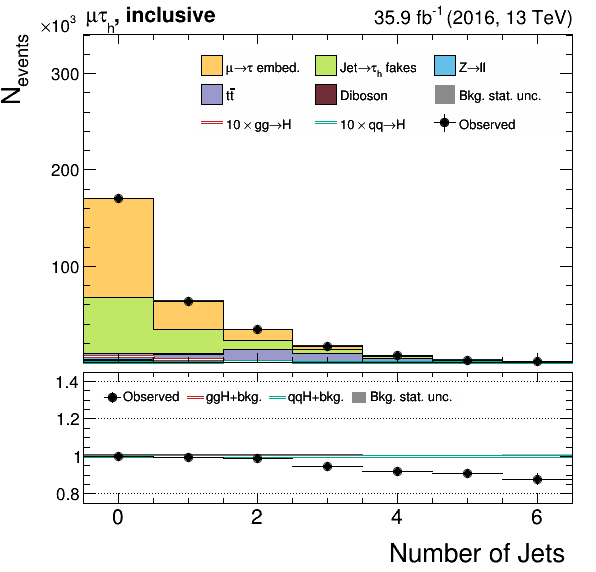 ×10³ μτₕ, inclusive 35.9 fb⁻¹ (2016, 13 TeV)
N_events
300
200
100
μ→τ embed. Jet→τₕ fakes Z→ll
tt̅ Diboson Bkg. stat. unc.
10 × gg→H 10 × qq→H Observed
1.4
1.2
1
0.8
Observed ggH+bkg. qqH+bkg. Bkg. stat. unc.
0 2 4 6
Number of Jets